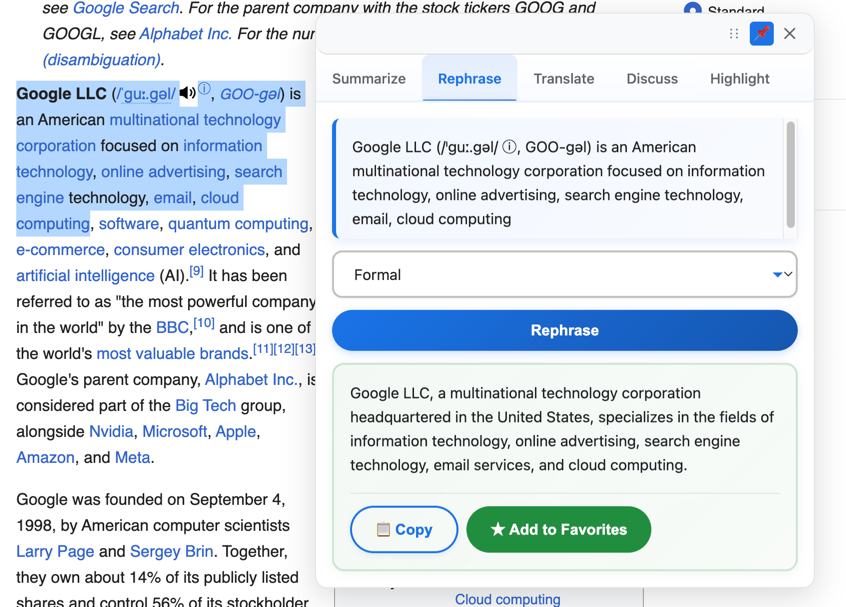 see Google Search. For the parent company with the stock tickers GOOG and
GOOGL, see Alphabet Inc. For the
(disambiguation).
Google LLC (/ˈɡuːɡəl/ ⓘ, GOO-gəl) is
an American multinational technology
corporation focused on information
technology, online advertising, search
engine technology, email, cloud
computing, software, quantum computing,
e-commerce, consumer electronics, and
artificial intelligence (AI).[9] It has been
referred to as "the most powerful company
in the world" by the BBC,[10] and is one of
the world's most valuable brands.[11][12][13]
Google's parent company, Alphabet Inc., is
considered part of the Big Tech group,
alongside Nvidia, Microsoft, Apple,
Amazon, and Meta.
Google was founded on September 4,
1998, by American computer scientists
Larry Page and Sergey Brin. Together,
they own about 14% of its publicly listed
shares and control 56% of its stockholder
Standard
Summarize
Rephrase
Translate
Discuss
Highlight
Google LLC (/ˈɡuːɡəl/ ⓘ, GOO-gəl) is an American
multinational technology corporation focused on information
technology, online advertising, search engine technology,
email, cloud computing
Formal
Rephrase
Google LLC, a multinational technology corporation
headquartered in the United States, specializes in the fields of
information technology, online advertising, search engine
technology, email services, and cloud computing.
Copy
★ Add to Favorites
Cloud computing